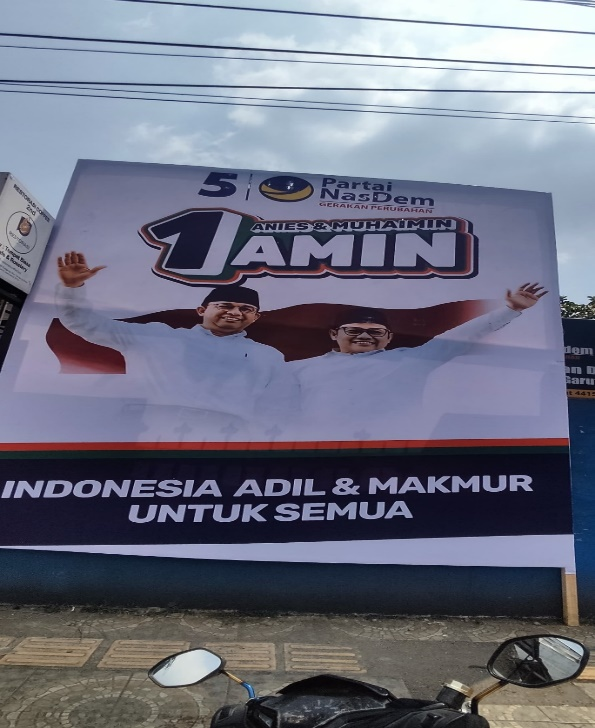 5
Partai
NasDem
GERAKAN PERUBAHAN
1
ANIES & MUHAIMIN
AMIN
INDONESIA ADIL & MAKMUR
UNTUK SEMUA